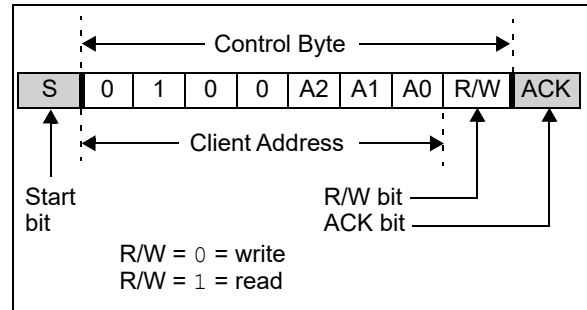 Control Byte
S 0 1 0 0 A2 A1 A0 R/W ACK
Client Address
Start bit
R/W bit
ACK bit
R/W = 0 = write
R/W = 1 = read